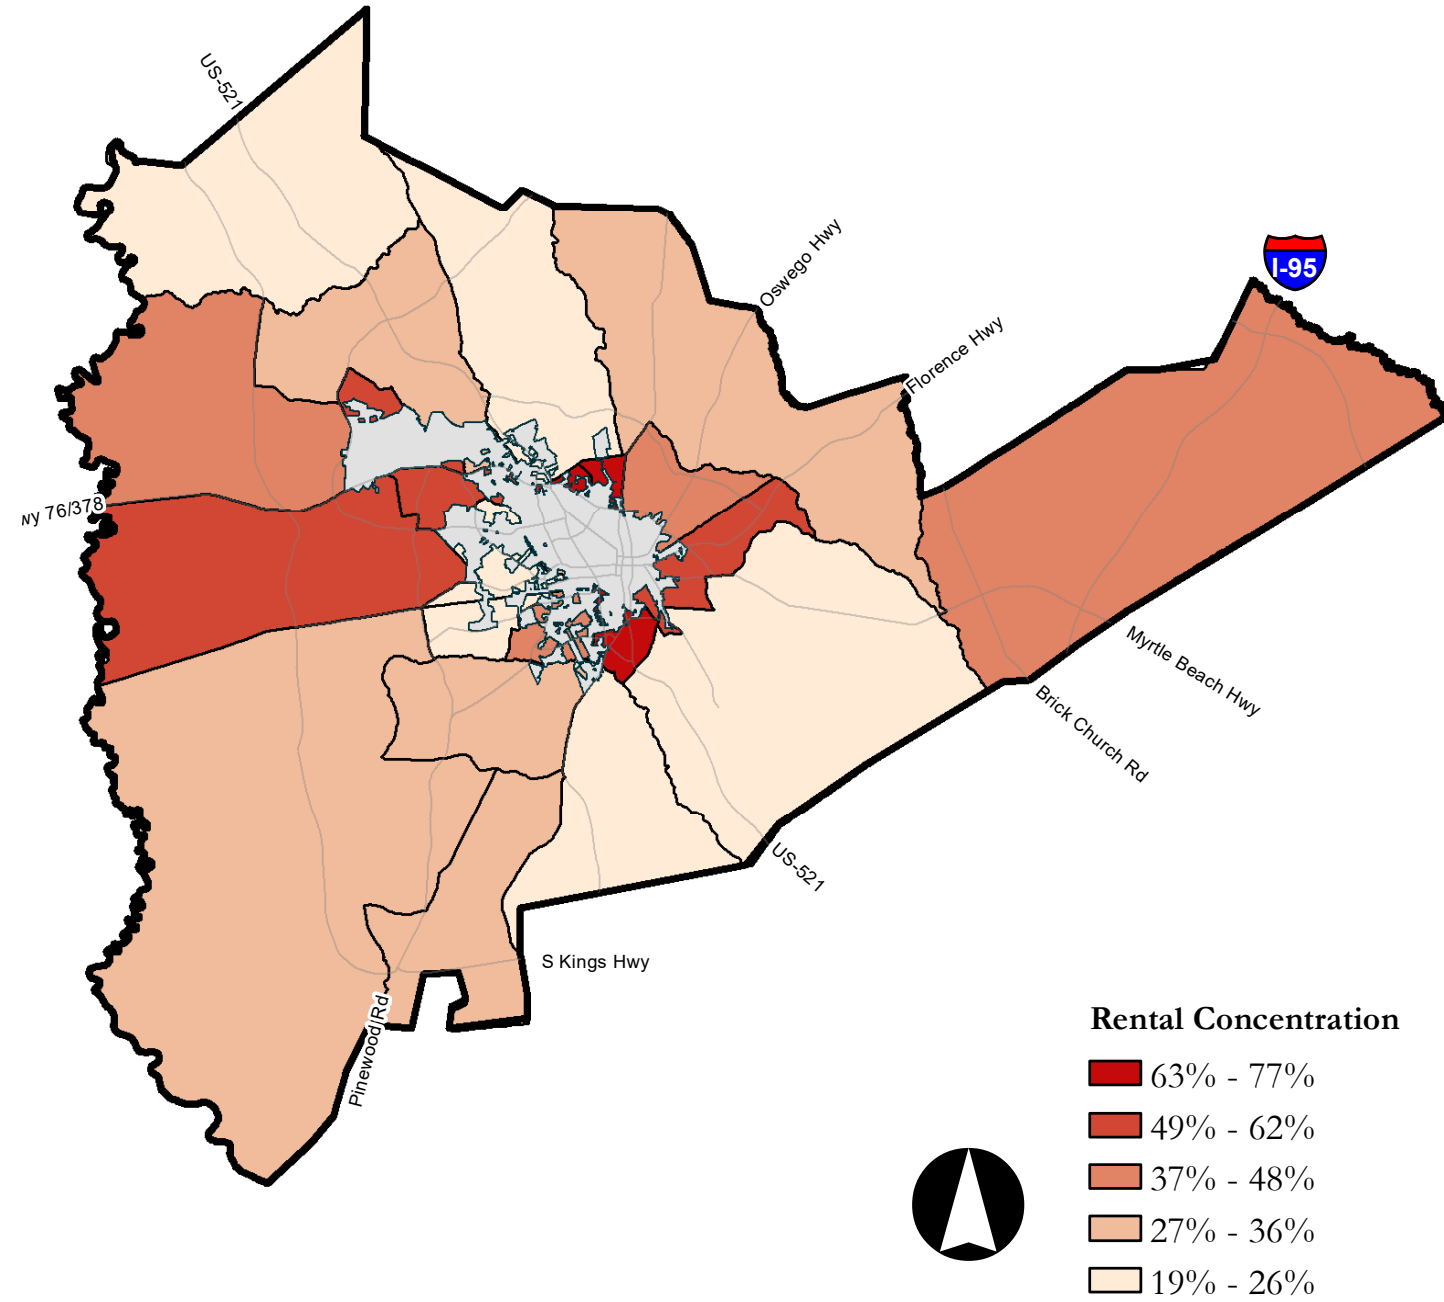 US-521
Oswego Hwy
I-95
Florence Hwy
wy 76/378
Myrtle Beach Hwy
Brick Church Rd
US-521
S Kings Hwy
Pinewood Rd
Rental Concentration
63% - 77%
49% - 62%
37% - 48%
27% - 36%
19% - 26%